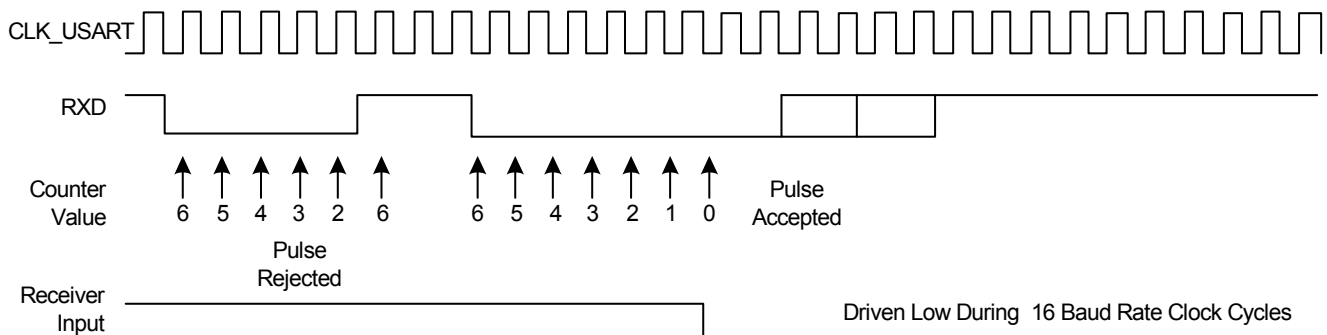 CLK_USART
RXD
Counter
Value
6 5 4 3 2 6 6 5 4 3 2 1 0
Pulse
Accepted
Pulse
Rejected
Receiver
Input
Driven Low During 16 Baud Rate Clock Cycles